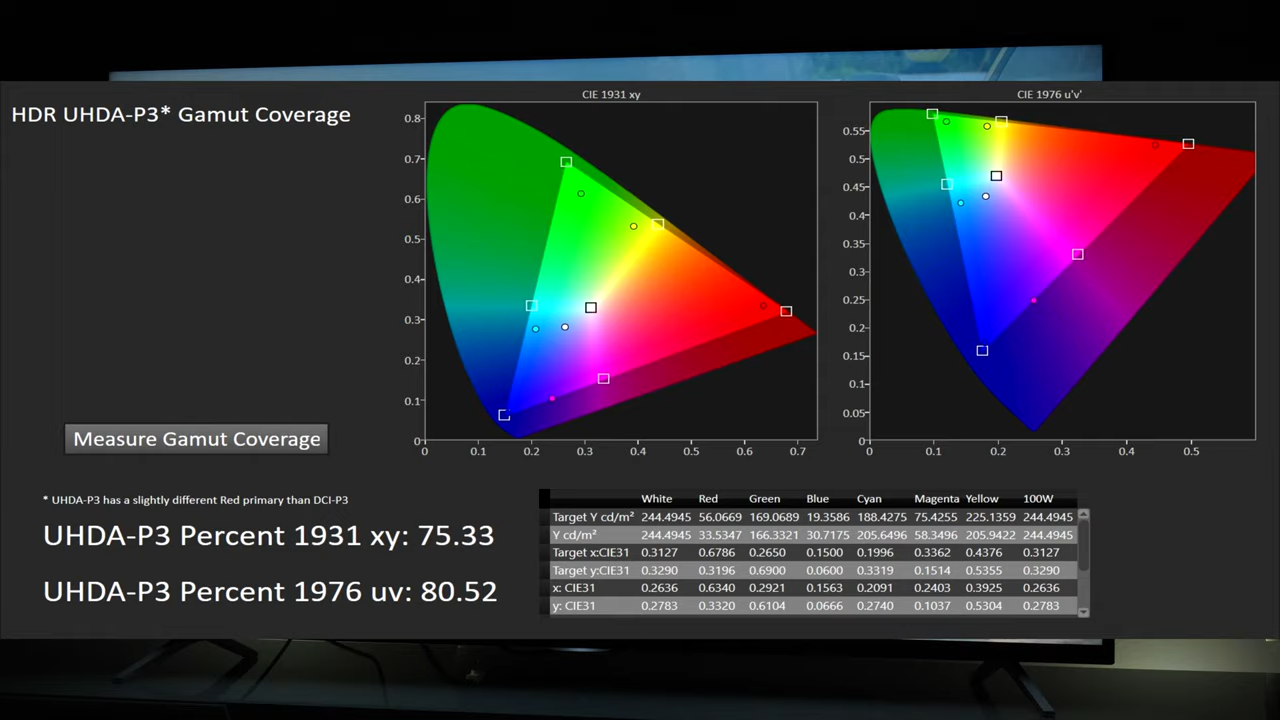 HDR UHDA-P3* Gamut Coverage
CIE 1931 xy
0.8
0.7
0.6
0.5
0.4
0.3
0.2
0.1
0
0 0.1 0.2 0.3 0.4 0.5 0.6 0.7
CIE 1976 u'v'
0.55
0.5
0.45
0.4
0.35
0.3
0.25
0.2
0.15
0.1
0.05
0
0 0.1 0.2 0.3 0.4 0.5
Measure Gamut Coverage
* UHDA-P3 has a slightly different Red primary than DCI-P3
UHDA-P3 Percent 1931 xy: 75.33
UHDA-P3 Percent 1976 uv: 80.52
White Red Green Blue Cyan Magenta Yellow 100W
Target Y cd/m² 244.4945 56.0669 169.0689 19.3586 188.4275 75.4255 225.1359 244.4945
Y cd/m² 244.4945 33.5347 166.3321 30.7175 205.6496 58.3496 205.9422 244.4945
Target x:CIE31 0.3127 0.6786 0.2650 0.1500 0.1996 0.3362 0.4376 0.3127
Target y:CIE31 0.3290 0.3196 0.6900 0.0600 0.3319 0.1514 0.5355 0.3290
x: CIE31 0.2636 0.6340 0.2921 0.1563 0.2091 0.2403 0.3925 0.2636
y: CIE31 0.2783 0.3320 0.6104 0.0666 0.2740 0.1037 0.5304 0.2783